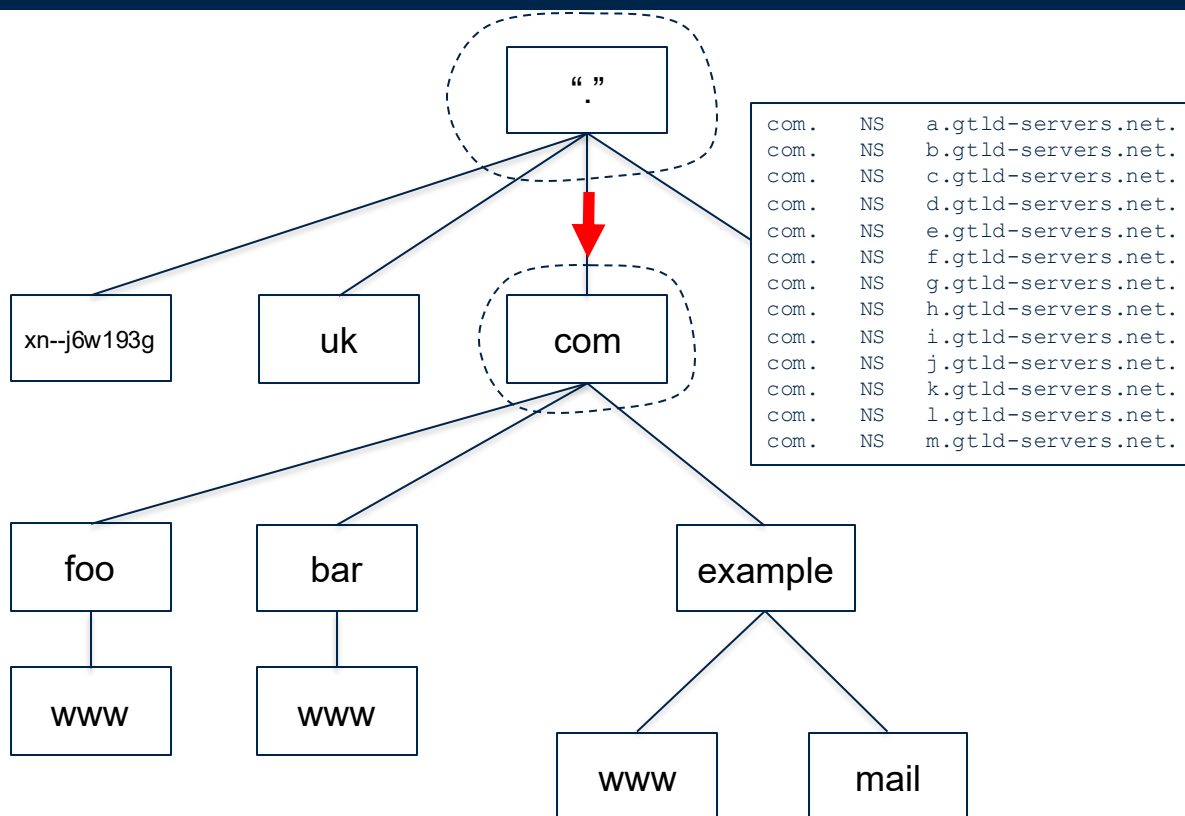 “.”
com. NS a.gtld-servers.net.
com. NS b.gtld-servers.net.
com. NS c.gtld-servers.net.
com. NS d.gtld-servers.net.
com. NS e.gtld-servers.net.
com. NS f.gtld-servers.net.
com. NS g.gtld-servers.net.
com. NS h.gtld-servers.net.
com. NS i.gtld-servers.net.
com. NS j.gtld-servers.net.
com. NS k.gtld-servers.net.
com. NS l.gtld-servers.net.
com. NS m.gtld-servers.net.
xn--j6w193g
uk
com
foo
bar
example
www
www
www
mail